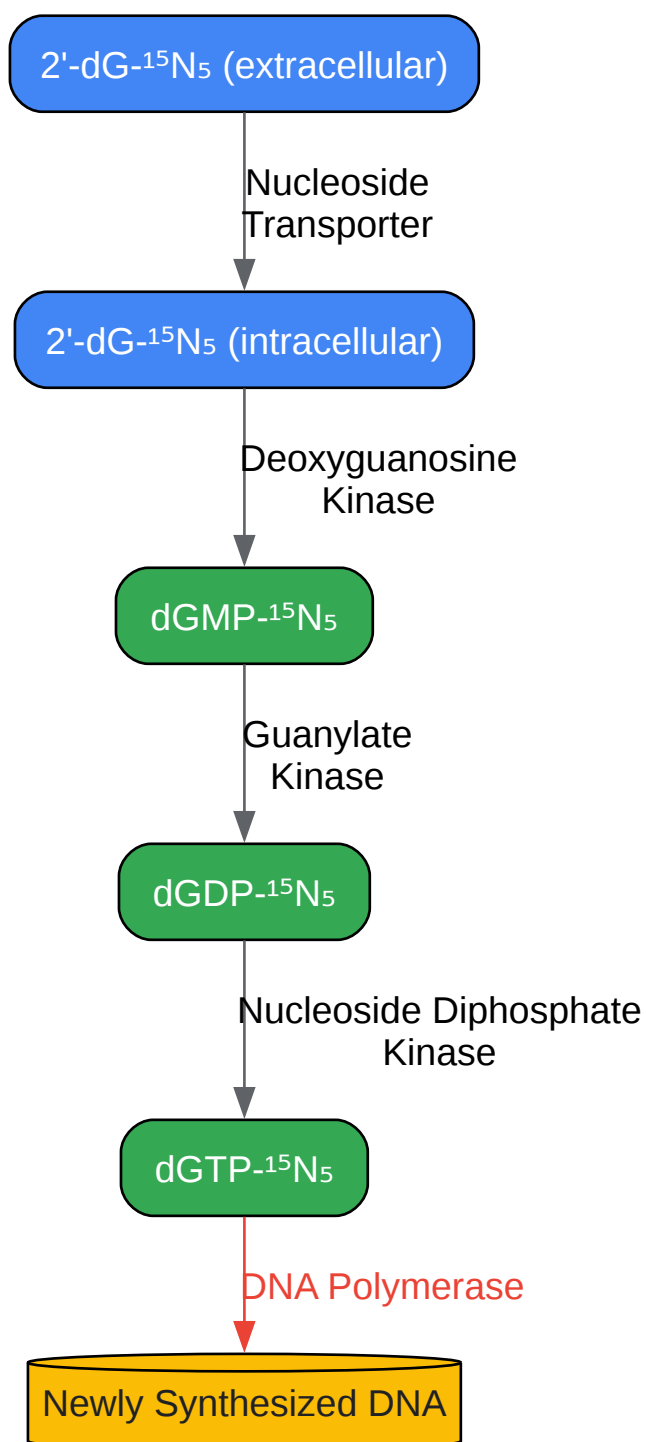 2'-dG-¹⁵N₅ (extracellular)
Nucleoside
Transporter
2'-dG-¹⁵N₅ (intracellular)
Deoxyguanosine
Kinase
dGMP-¹⁵N₅
Guanylate
Kinase
dGDP-¹⁵N₅
Nucleoside Diphosphate
Kinase
dGTP-¹⁵N₅
DNA Polymerase
Newly Synthesized DNA